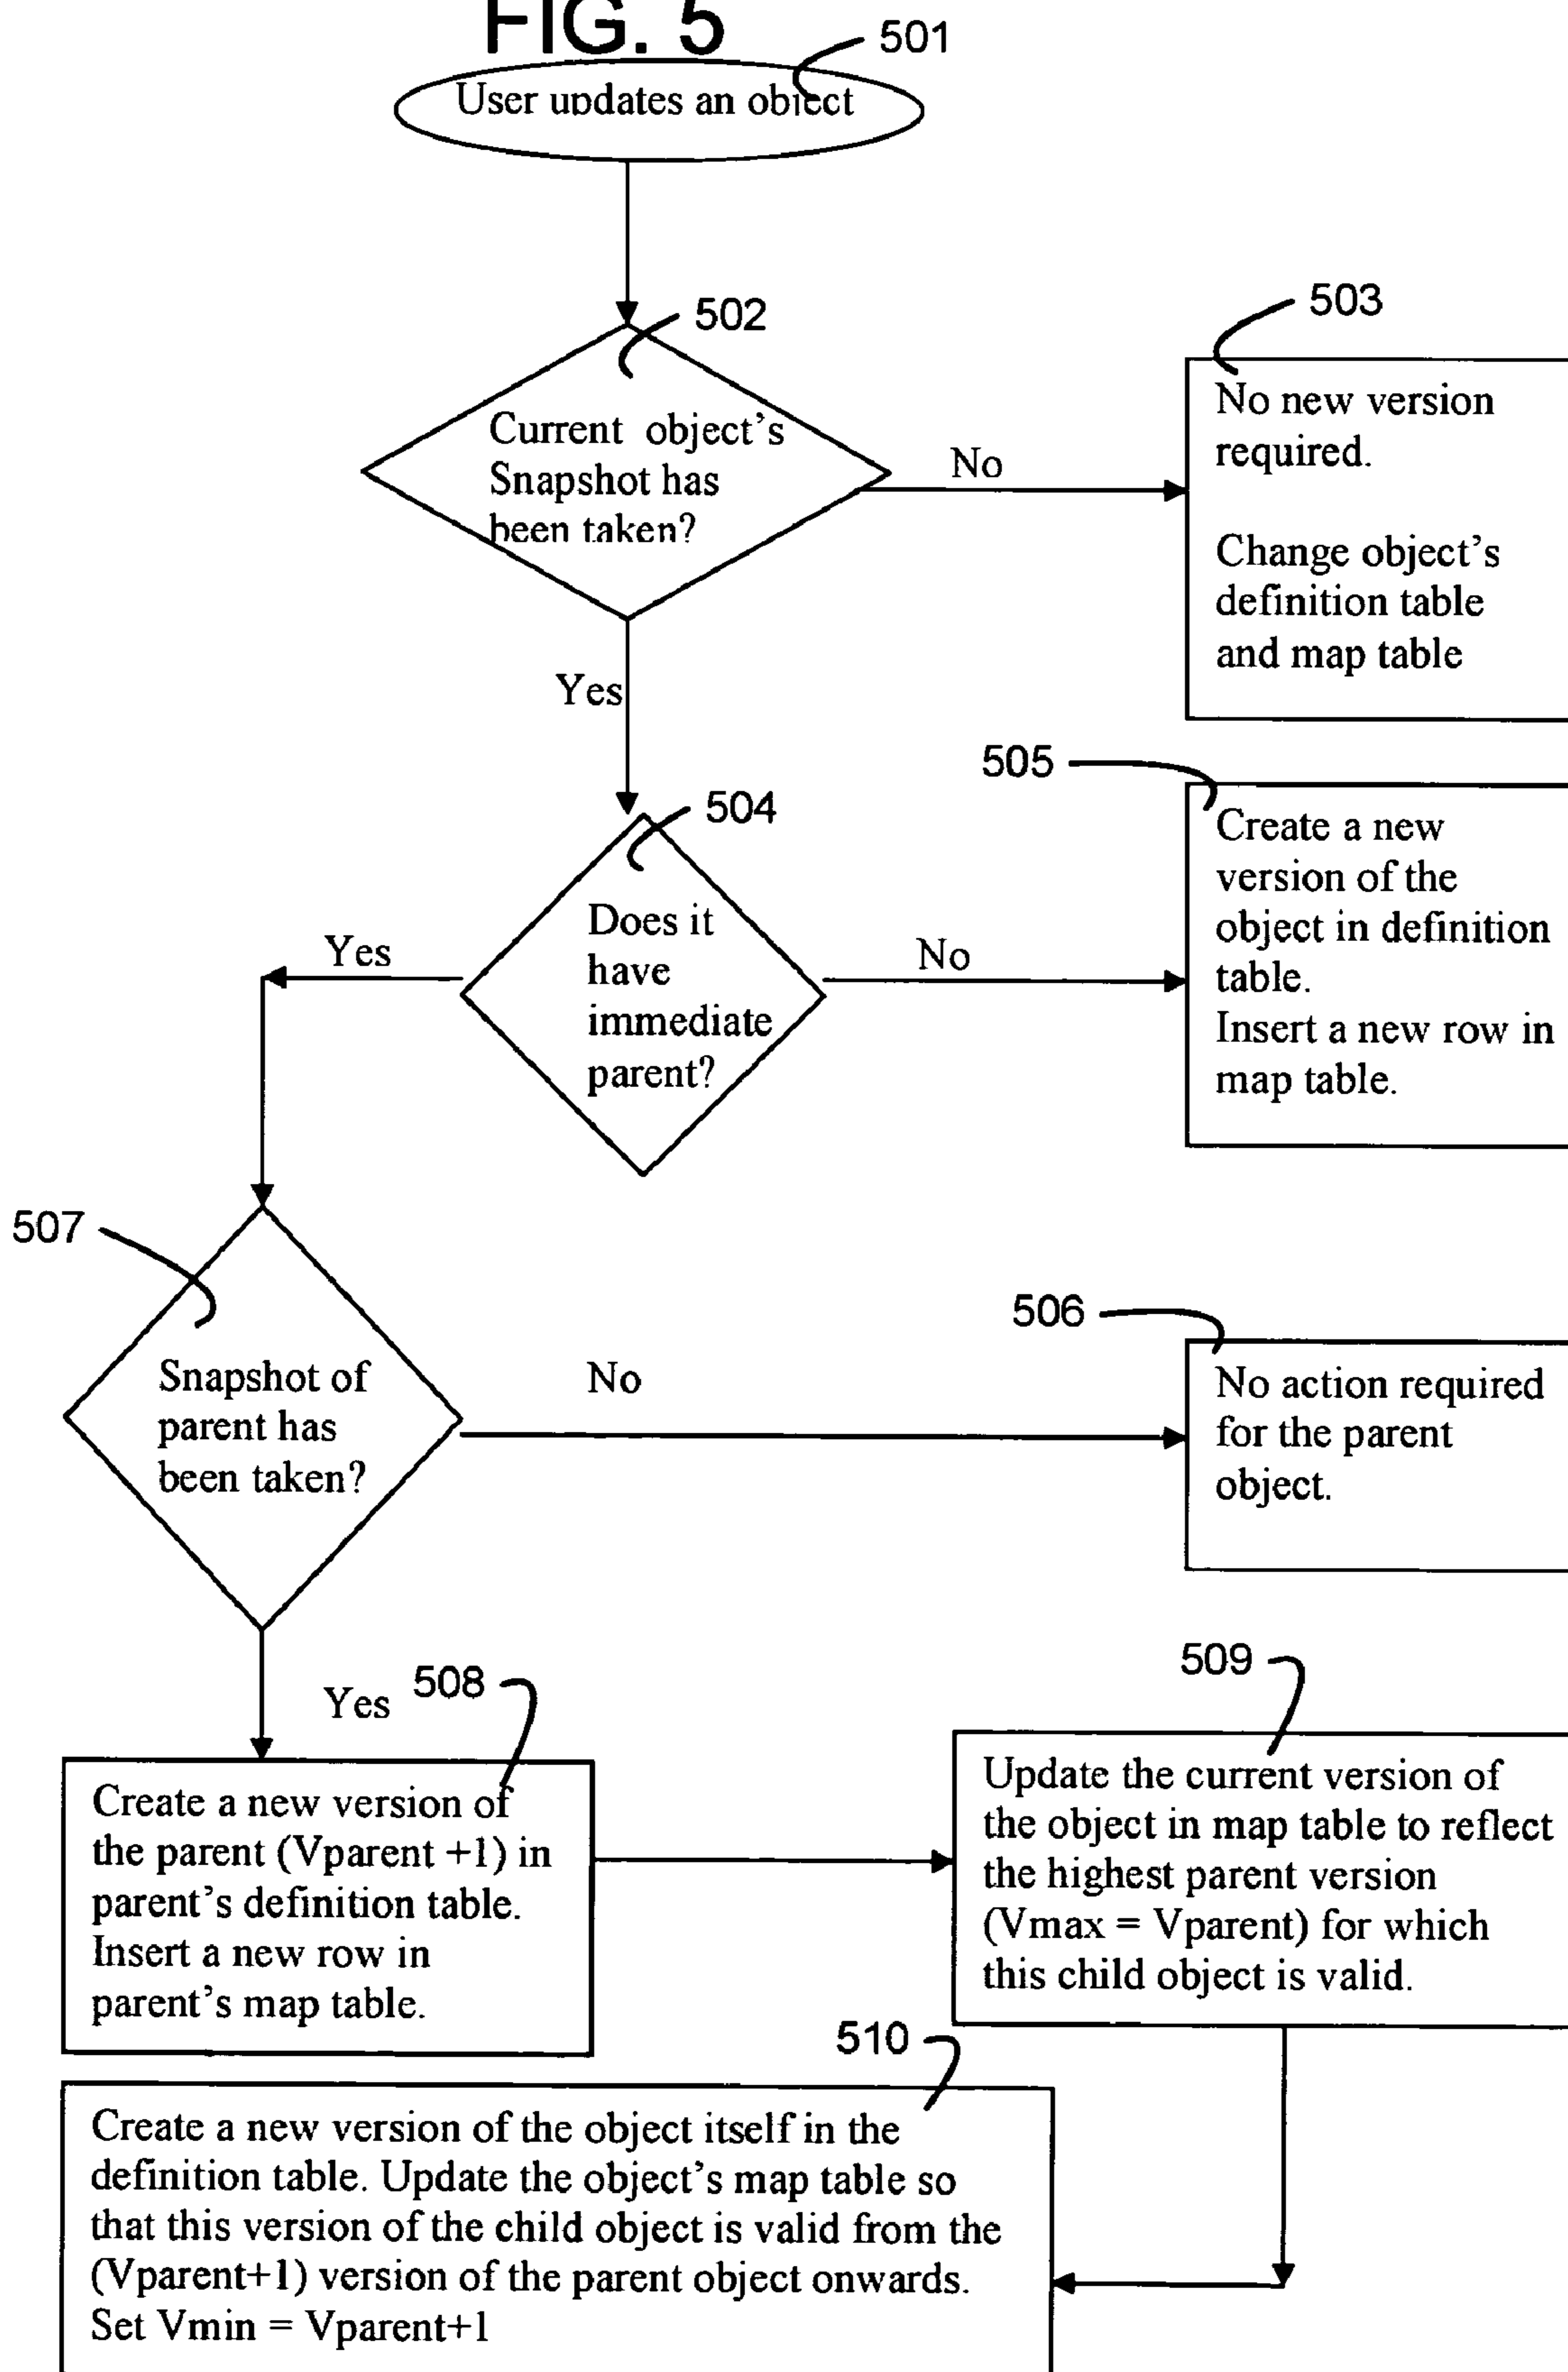 FIG. 5
501
User updates an object
502
503
Current object's
Snapshot has
been taken?
No
No new version
required.
Change object's
definition table
and map table
Yes
505
504
Create a new
version of the
object in definition
table.
Insert a new row in
map table.
Does it
have
immediate
parent?
Yes
No
507
506
Snapshot of
parent has
been taken?
No
No action required
for the parent
object.
509
Yes
508
Create a new version of
the parent (Vparent +1) in
parent's definition table.
Insert a new row in
parent's map table.
Update the current version of
the object in map table to reflect
the highest parent version
(Vmax = Vparent) for which
this child object is valid.
510
Create a new version of the object itself in the
definition table. Update the object's map table so
that this version of the child object is valid from the
(Vparent+1) version of the parent object onwards.
Set Vmin = Vparent+1